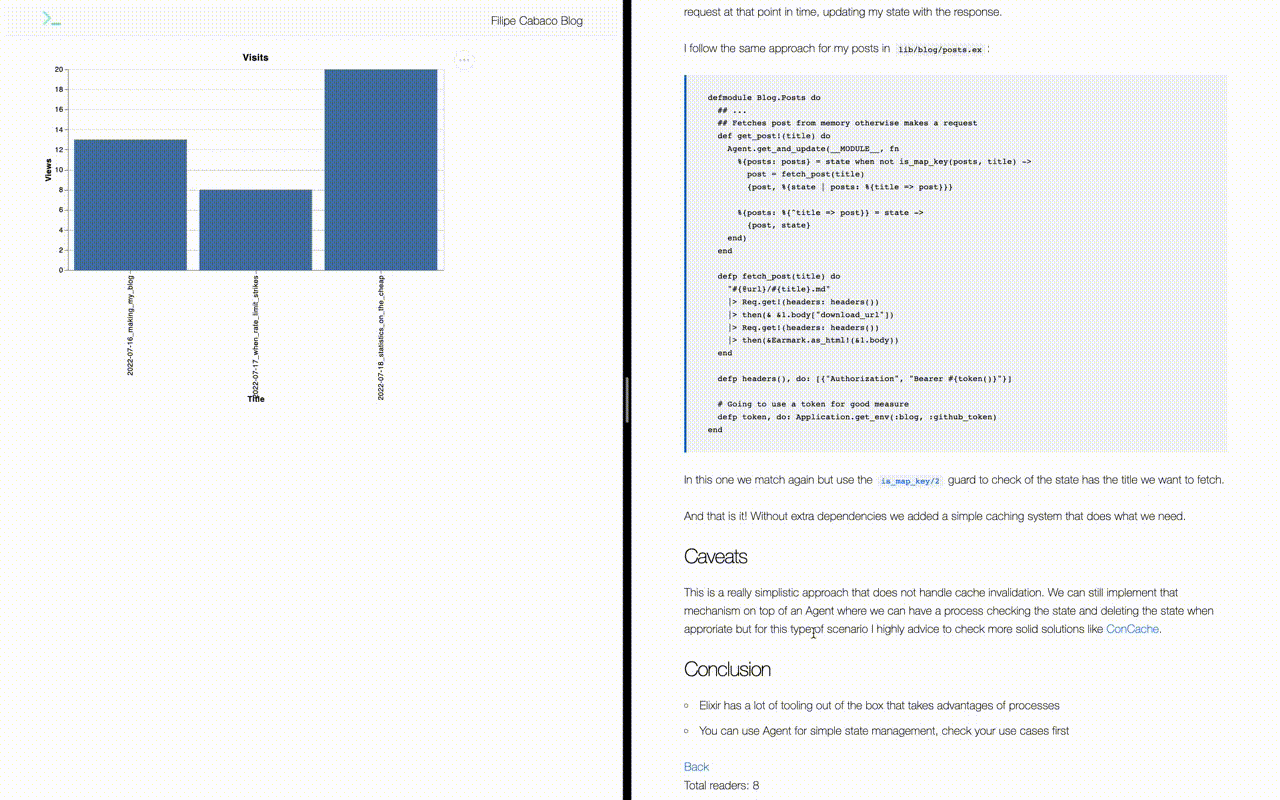 >_
Filipe Cabaco Blog
Visits
...
Views
20
18
16
14
12
10
8
6
4
2
0
2022-07-16_making_my_blog
2022-07-17_when_rate_limit_strikes
2022-07-18_statistics_on_the_cheap
Title
request at that point in time, updating my state with the response.
I follow the same approach for my posts in lib/blog/posts.ex :
defmodule Blog.Posts do
  ## ...
  ## Fetches post from memory otherwise makes a request
  def get_post!(title) do
    Agent.get_and_update(__MODULE__, fn
      %{posts: posts} = state when not is_map_key(posts, title) ->
        post = fetch_post(title)
        {post, %{state | posts: %{title => post}}}
      %{posts: %{^title => post}} = state ->
        {post, state}
    end)
  end
  defp fetch_post(title) do
    "#{@url}/#{title}.md"
    |> Req.get!(headers: headers())
    |> then(& &1.body["download_url"])
    |> Req.get!(headers: headers())
    |> then(&Earmark.as_html!(&1.body))
  end
  defp headers(), do: [{"Authorization", "Bearer #{token()}"}]
  # Going to use a token for good measure
  defp token, do: Application.get_env(:blog, :github_token)
end
In this one we match again but use the is_map_key/2 guard to check of the state has the title we want to fetch.
And that is it! Without extra dependencies we added a simple caching system that does what we need.
Caveats
This is a really simplistic approach that does not handle cache invalidation. We can still implement that
mechanism on top of an Agent where we can have a process checking the state and deleting the state when
approriate but for this type of scenario I highly advice to check more solid solutions like ConCache.
Conclusion
Elixir has a lot of tooling out of the box that takes advantages of processes
You can use Agent for simple state management, check your use cases first
Back
Total readers: 8